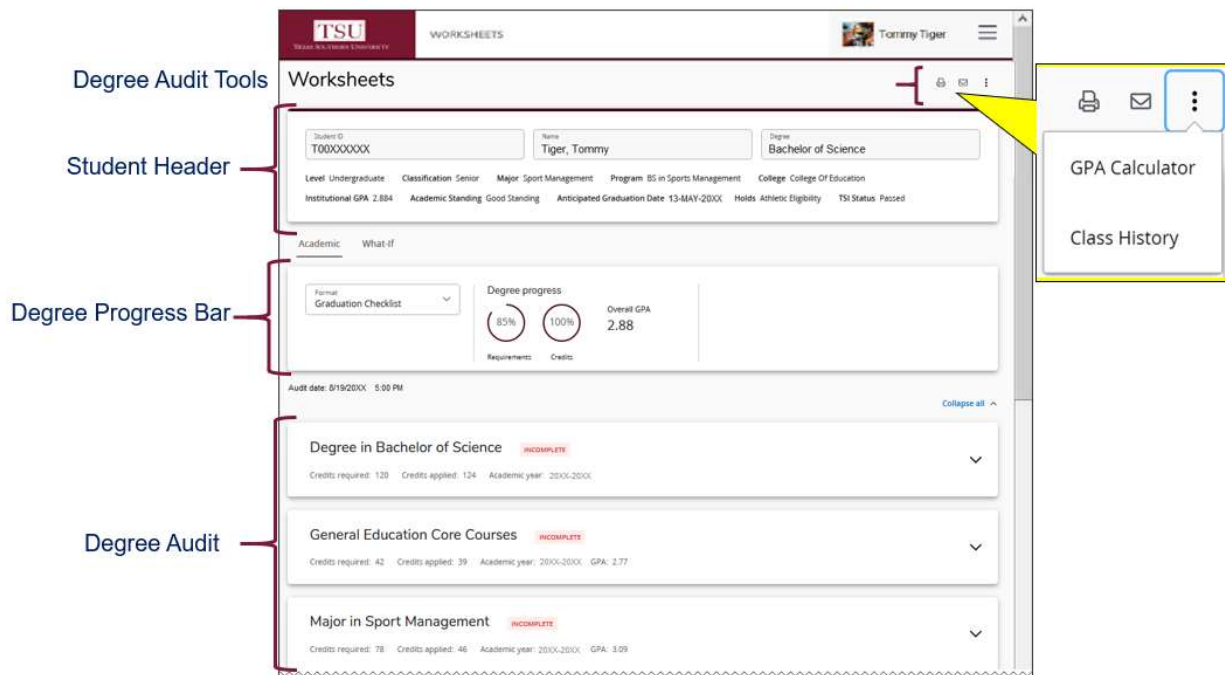 TSU
TEXAS SOUTHERN UNIVERSITY
WORKSHEETS
Tommy Tiger
Degree Audit Tools
Worksheets
GPA Calculator
Class History
Student Header
Student ID
T00XXXXXX
Name
Tiger, Tommy
Degree
Bachelor of Science
Level Undergraduate Classification Senior Major Sport Management Program BS in Sports Management College College Of Education
Institutional GPA 2.884 Academic Standing Good Standing Anticipated Graduation Date 13-MAY-20XX Holds Athletic Eligibility TSI Status Passed
Academic What-If
Degree Progress Bar
Format
Graduation Checklist
Degree progress
85%
Requirements
100%
Credits
Overall GPA
2.88
Audit date: 8/19/20XX 5:00 PM
Collapse all
Degree Audit
Degree in Bachelor of Science INCOMPLETE
Credits required: 120 Credits applied: 124 Academic year: 20XX-20XX
General Education Core Courses INCOMPLETE
Credits required: 42 Credits applied: 39 Academic year: 20XX-20XX GPA: 2.77
Major in Sport Management INCOMPLETE
Credits required: 78 Credits applied: 46 Academic year: 20XX-20XX GPA: 3.09